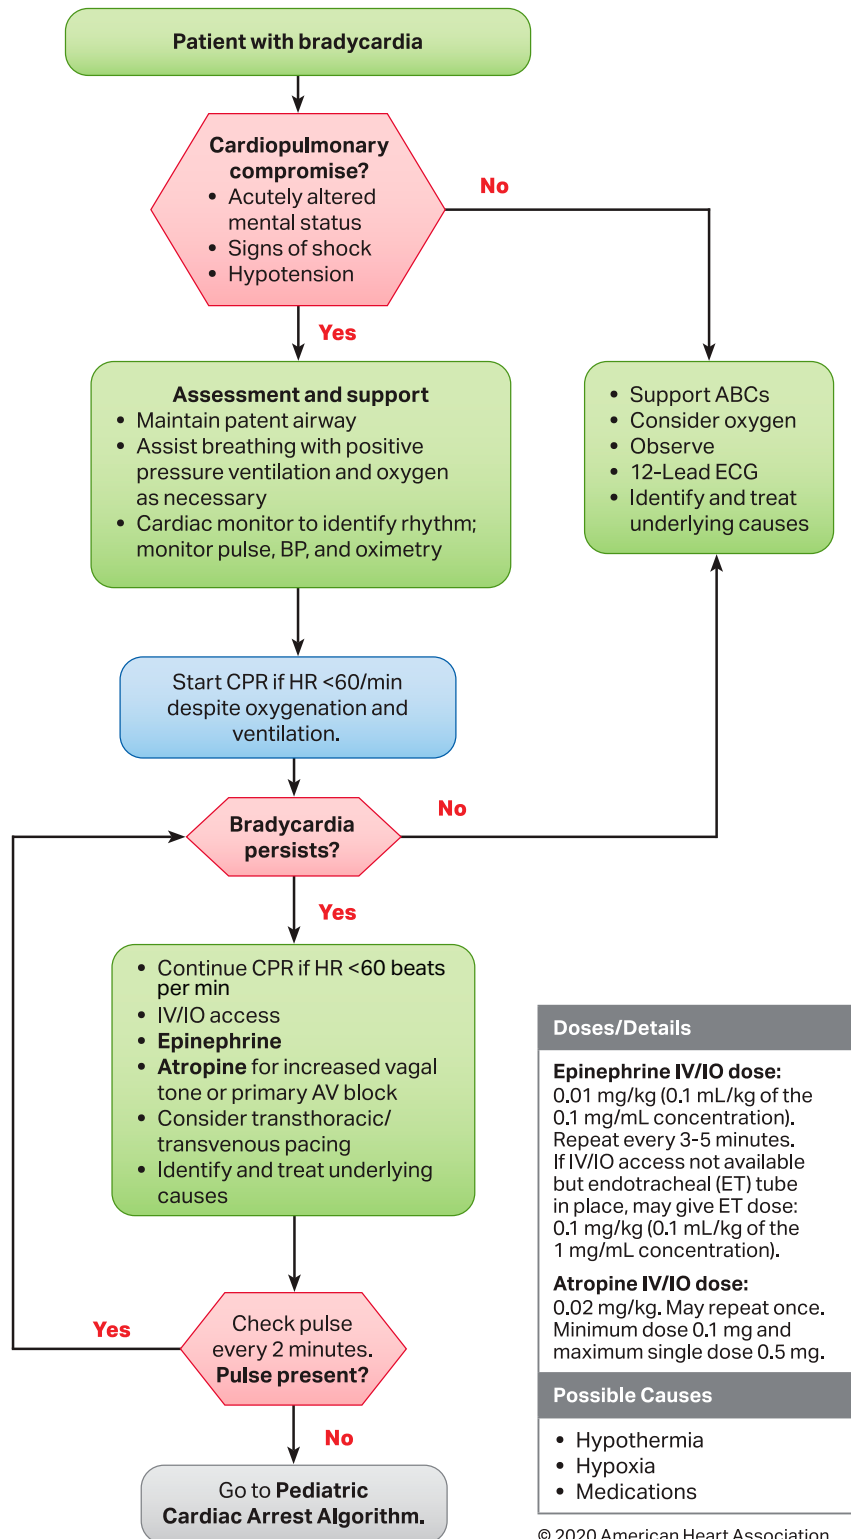 Patient with bradycardia
Cardiopulmonary
compromise?
• Acutely altered
mental status
• Signs of shock
• Hypotension
No
Yes
Assessment and support
• Maintain patent airway
• Assist breathing with positive
pressure ventilation and oxygen
as necessary
• Cardiac monitor to identify rhythm;
monitor pulse, BP, and oximetry
• Support ABCs
• Consider oxygen
• Observe
• 12-Lead ECG
• Identify and treat
underlying causes
Start CPR if HR <60/min
despite oxygenation and
ventilation.
Bradycardia
persists?
No
Yes
• Continue CPR if HR <60 beats
per min
• IV/IO access
• Epinephrine
• Atropine for increased vagal
tone or primary AV block
• Consider transthoracic/
transvenous pacing
• Identify and treat underlying
causes
Check pulse
every 2 minutes.
Pulse present?
Yes
No
Go to Pediatric
Cardiac Arrest Algorithm.
Doses/Details
Epinephrine IV/IO dose:
0.01 mg/kg (0.1 mL/kg of the
0.1 mg/mL concentration).
Repeat every 3-5 minutes.
If IV/IO access not available
but endotracheal (ET) tube
in place, may give ET dose:
0.1 mg/kg (0.1 mL/kg of the
1 mg/mL concentration).
Atropine IV/IO dose:
0.02 mg/kg. May repeat once.
Minimum dose 0.1 mg and
maximum single dose 0.5 mg.
Possible Causes
• Hypothermia
• Hypoxia
• Medications
© 2020 American Heart Association